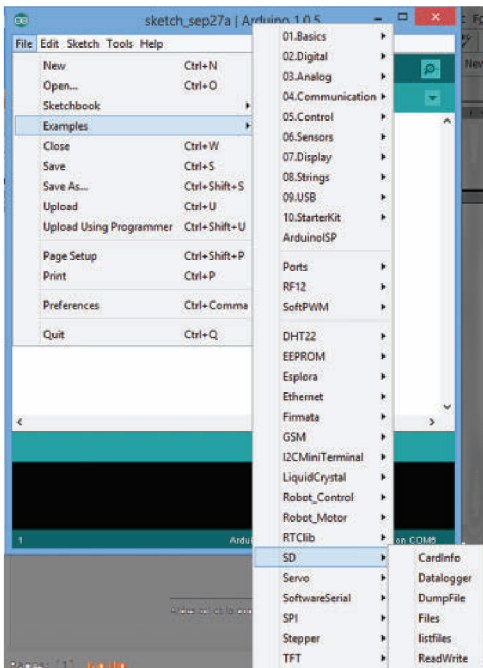 sketch_sep27a | Arduino 1.0.5
File Edit Sketch Tools Help
New Ctrl+N
Open... Ctrl+O
Sketchbook
Examples
Close Ctrl+W
Save Ctrl+S
Save As... Ctrl+Shift+S
Upload Ctrl+U
Upload Using Programmer Ctrl+Shift+U
Page Setup Ctrl+Shift+P
Print Ctrl+P
Preferences Ctrl+Comma
Quit Ctrl+Q
01.Basics
02.Digital
03.Analog
04.Communication
05.Control
06.Sensors
07.Display
08.Strings
09.USB
10.StarterKit
ArduinoISP
Ports
RF12
SoftPWM
DHT22
EEPROM
Esplora
Ethernet
Firmata
GSM
I2CMiniTerminal
LiquidCrystal
Robot_Control
Robot_Motor
RTClib
SD
Servo
SoftwareSerial
SPI
Stepper
TFT
CardInfo
Datalogger
DumpFile
Files
listfiles
ReadWrite
New
1
on COM6